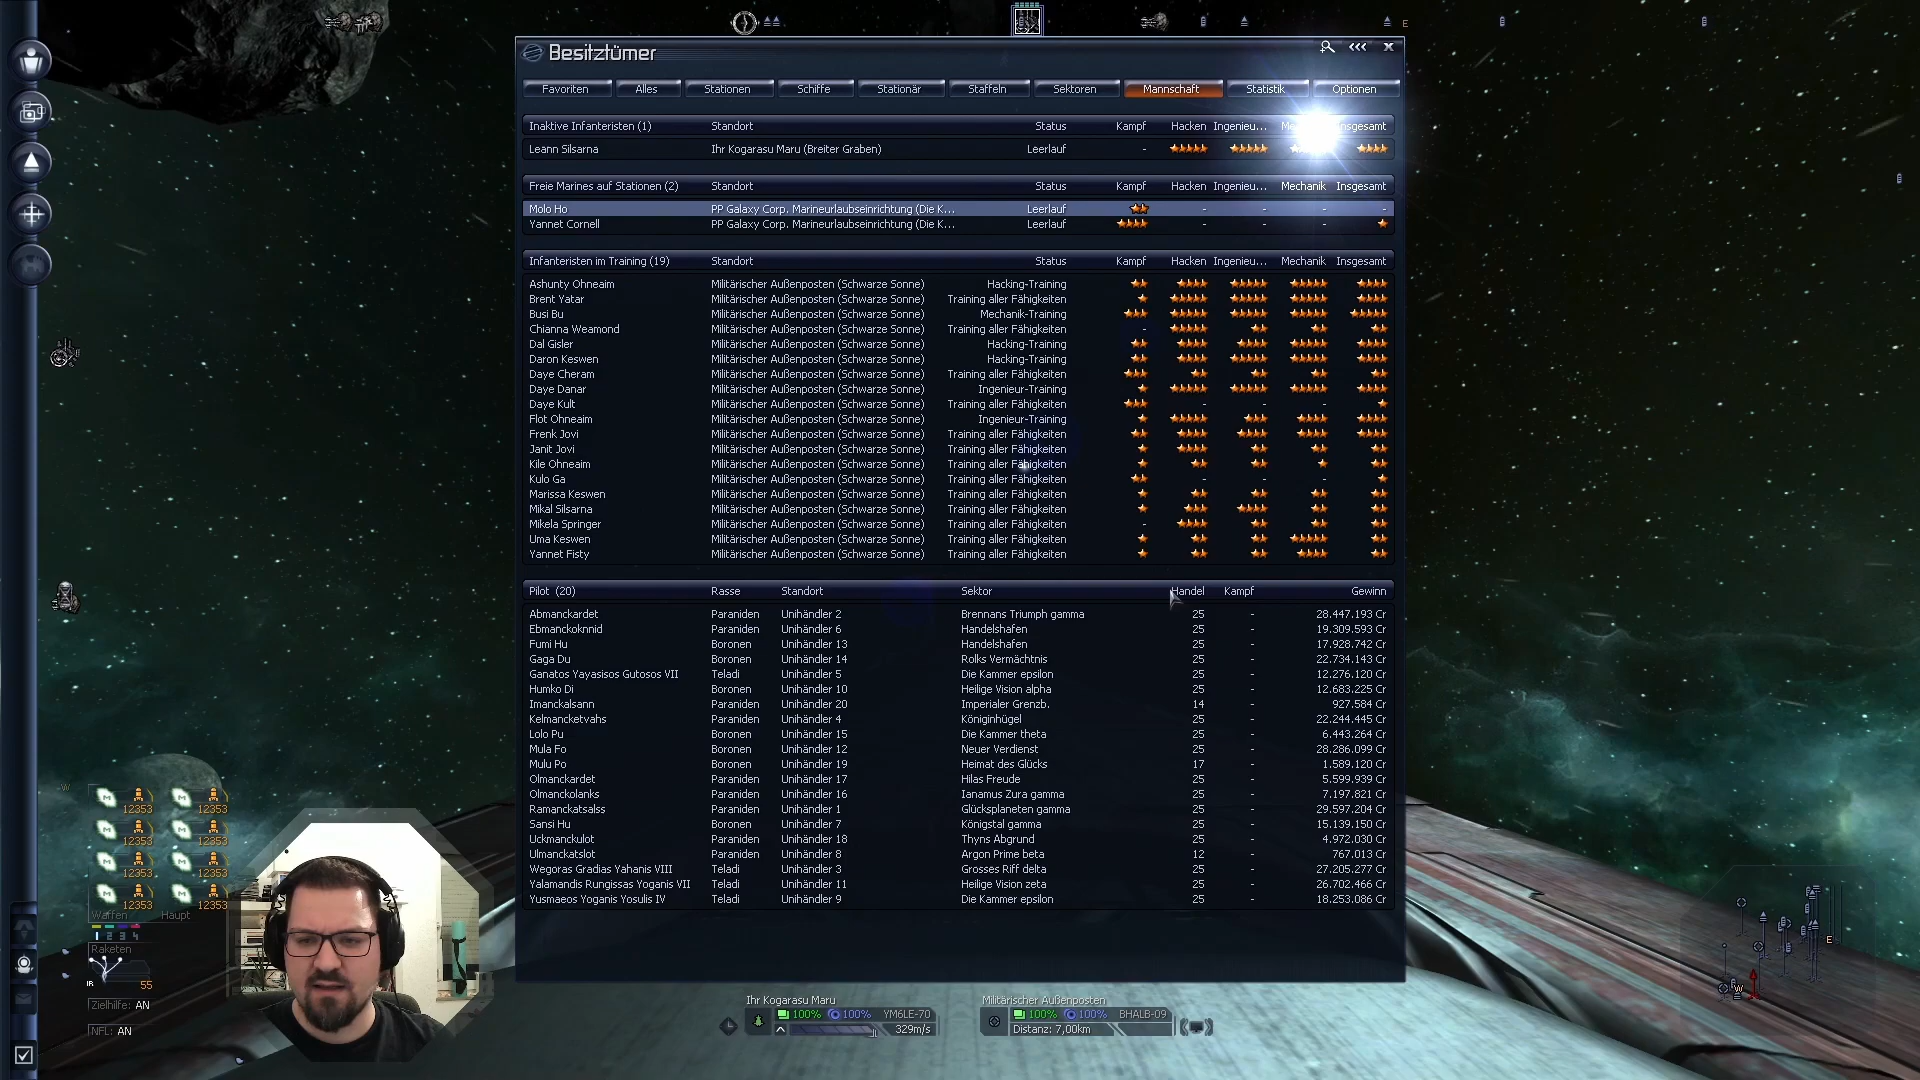 E
Besitztümer
Favoriten Alles Stationen Schiffe Stationär Staffeln Sektoren Mannschaft Statistik Optionen
Inaktive Infanteristen (1) Standort Status Kampf Hacken Ingenieu... Insgesamt
Leann Silsarna Ihr Kogarasu Maru (Breiter Graben) Leerlauf -
Freie Marines auf Stationen (2) Standort Status Kampf Hacken Ingenieu... Mechanik Insgesamt
Molo Ho PP Galaxy Corp. Marineurlaubseinrichtung (Die K... Leerlauf - - - -
Yannet Cornell PP Galaxy Corp. Marineurlaubseinrichtung (Die K... Leerlauf - - -
Infanteristen im Training (19) Standort Status Kampf Hacken Ingenieu... Mechanik Insgesamt
Ashunty Ohneaim Militärischer Außenposten (Schwarze Sonne) Hacking-Training
Brent Yatar Militärischer Außenposten (Schwarze Sonne) Training aller Fähigkeiten
Busi Bu Militärischer Außenposten (Schwarze Sonne) Mechanik-Training
Chianna Weamond Militärischer Außenposten (Schwarze Sonne) Training aller Fähigkeiten -
Dal Gisler Militärischer Außenposten (Schwarze Sonne) Hacking-Training
Daron Keswen Militärischer Außenposten (Schwarze Sonne) Hacking-Training
Daye Cheram Militärischer Außenposten (Schwarze Sonne) Training aller Fähigkeiten
Daye Danar Militärischer Außenposten (Schwarze Sonne) Ingenieur-Training
Daye Kult Militärischer Außenposten (Schwarze Sonne) Training aller Fähigkeiten - - -
Flot Ohneaim Militärischer Außenposten (Schwarze Sonne) Ingenieur-Training
Frenk Jovi Militärischer Außenposten (Schwarze Sonne) Training aller Fähigkeiten
Janit Jovi Militärischer Außenposten (Schwarze Sonne) Training aller Fähigkeiten
Kile Ohneaim Militärischer Außenposten (Schwarze Sonne) Training aller Fähigkeiten
Kulo Ga Militärischer Außenposten (Schwarze Sonne) Training aller Fähigkeiten - - -
Marissa Keswen Militärischer Außenposten (Schwarze Sonne) Training aller Fähigkeiten
Mikal Silsarna Militärischer Außenposten (Schwarze Sonne) Training aller Fähigkeiten
Mikela Springer Militärischer Außenposten (Schwarze Sonne) Training aller Fähigkeiten -
Uma Keswen Militärischer Außenposten (Schwarze Sonne) Training aller Fähigkeiten
Yannet Fisty Militärischer Außenposten (Schwarze Sonne) Training aller Fähigkeiten
Pilot (20) Rasse Standort Sektor Handel Kampf Gewinn
Abmanckardet Paraniden Unihändler 2 Brennans Triumph gamma 25 - 28.447.193 Cr
Ebmanckoknnid Paraniden Unihändler 6 Handelshafen 25 - 19.309.593 Cr
Fumi Hu Boronen Unihändler 13 Handelshafen 25 - 17.928.742 Cr
Gaga Du Boronen Unihändler 14 Rolks Vermächtnis 25 - 22.734.143 Cr
Ganatos Yayasisos Gutosos VII Teladi Unihändler 5 Die Kammer epsilon 25 - 12.276.120 Cr
Humko Di Boronen Unihändler 10 Heilige Vision alpha 25 - 12.683.225 Cr
Imanckalsann Paraniden Unihändler 20 Imperialer Grenzb. 14 - 927.584 Cr
Kelmancketvahs Paraniden Unihändler 4 Königinhügel 25 - 22.244.445 Cr
Lolo Pu Boronen Unihändler 15 Die Kammer theta 25 - 6.443.264 Cr
Mula Fo Boronen Unihändler 12 Neuer Verdienst 25 - 28.286.099 Cr
Mulu Po Boronen Unihändler 19 Heimat des Glücks 17 - 1.589.120 Cr
Olmanckardet Paraniden Unihändler 17 Hilas Freude 25 - 5.599.939 Cr
Olmanckolanks Paraniden Unihändler 16 Ianamus Zura gamma 25 - 7.197.821 Cr
Ramanckatsalss Paraniden Unihändler 1 Glücksplaneten gamma 25 - 29.597.204 Cr
Sansi Hu Boronen Unihändler 7 Königstal gamma 25 - 15.139.150 Cr
Uckmanckulot Paraniden Unihändler 18 Thyns Abgrund 25 - 4.972.030 Cr
Ulmanckatslot Paraniden Unihändler 8 Argon Prime beta 12 - 767.013 Cr
Wegoras Gradias Yahanis VIII Teladi Unihändler 3 Grosses Riff delta 25 - 27.205.277 Cr
Yalamandis Rungissas Yoganis VII Teladi Unihändler 11 Heilige Vision zeta 25 - 26.702.466 Cr
Yusmaeos Yoganis Yosulis IV Teladi Unihändler 9 Die Kammer epsilon 25 - 18.253.086 Cr
W
M 12353 M 12353
M 12353 M 12353
M 12353 M 12353
M 12353 M 12353
Waffen Haupt
1 2 3 4
Raketen
IR 55
Zielhilfe: AN
NFL: AN
Ihr Kogarasu Maru
100% 100% YM6LE-70
329m/s
Militärischer Außenposten
100% 100% BHALB-09
Distanz: 7,00km
E
W